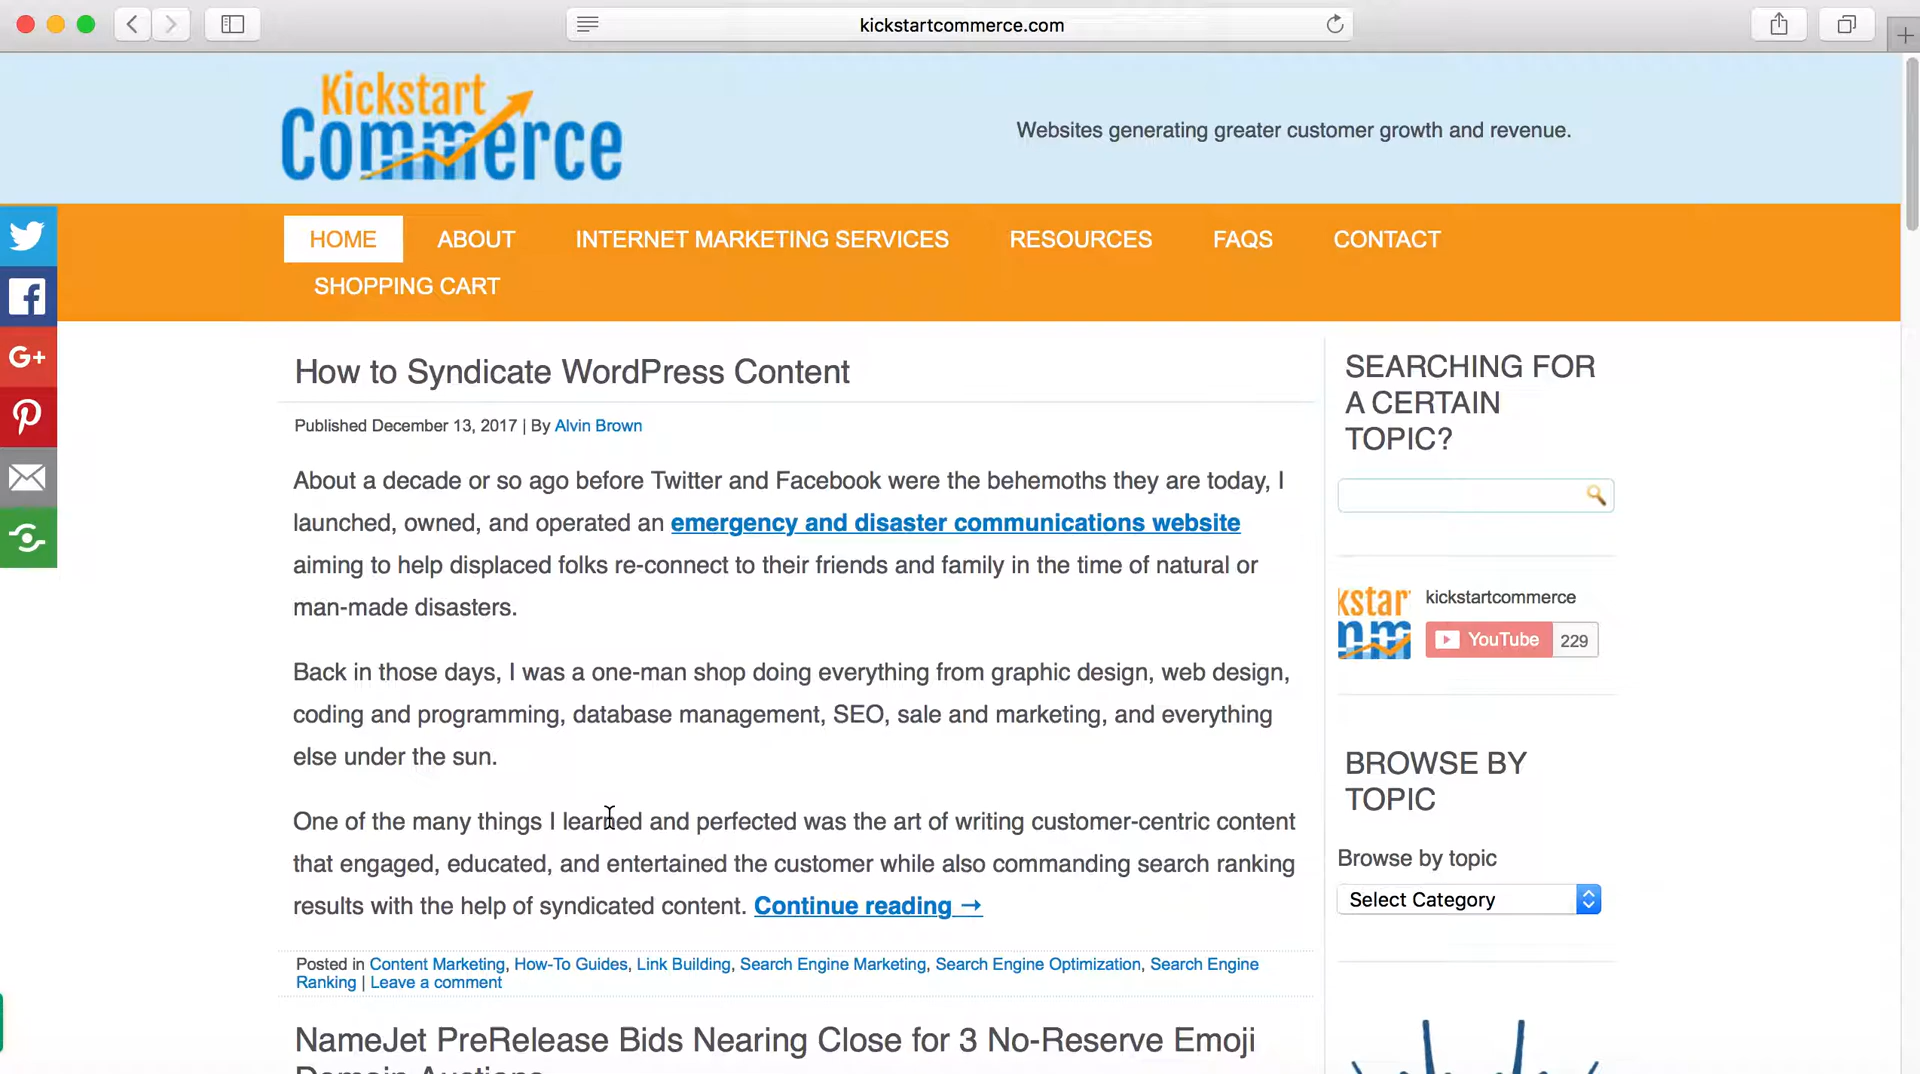 kickstartcommerce.com
Kickstart
Commerce
Websites generating greater customer growth and revenue.
HOME ABOUT INTERNET MARKETING SERVICES RESOURCES FAQS CONTACT
SHOPPING CART
G+
How to Syndicate WordPress Content
Published December 13, 2017 | By Alvin Brown
About a decade or so ago before Twitter and Facebook were the behemoths they are today, I
launched, owned, and operated an emergency and disaster communications website
aiming to help displaced folks re-connect to their friends and family in the time of natural or
man-made disasters.
Back in those days, I was a one-man shop doing everything from graphic design, web design,
coding and programming, database management, SEO, sale and marketing, and everything
else under the sun.
One of the many things I learned and perfected was the art of writing customer-centric content
that engaged, educated, and entertained the customer while also commanding search ranking
results with the help of syndicated content. Continue reading →
Posted in Content Marketing, How-To Guides, Link Building, Search Engine Marketing, Search Engine Optimization, Search Engine
Ranking | Leave a comment
NameJet PreRelease Bids Nearing Close for 3 No-Reserve Emoji
Domain Auctions
SEARCHING FOR
A CERTAIN
TOPIC?
kickstartcommerce
YouTube 229
BROWSE BY
TOPIC
Browse by topic
Select Category